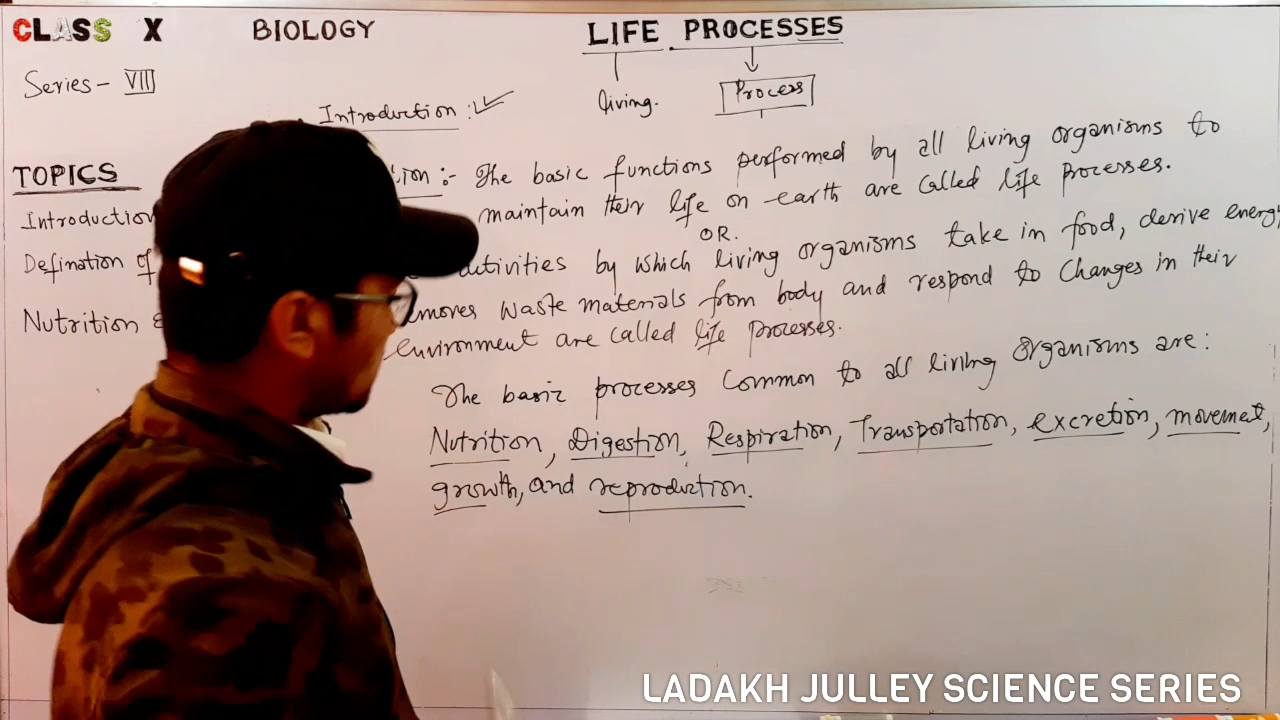 CLASS X BIOLOGY LIFE PROCESSES
Series - VII
living. Process
Introduction :
TOPICS
Introduction
Defination of
Nutrition
:- The basic functions performed by all living organisms to
maintain their life on earth are called life processes.
OR.
by which living organisms take in food, derive energy
waste materials from body and respond to changes in their
environment are called life processes.
The basic processes common to all living organisms are:
Nutrition, Digestion, Respiration, Transportation, excretion, movement,
growth, and reproduction.
LADAKH JULLEY SCIENCE SERIES